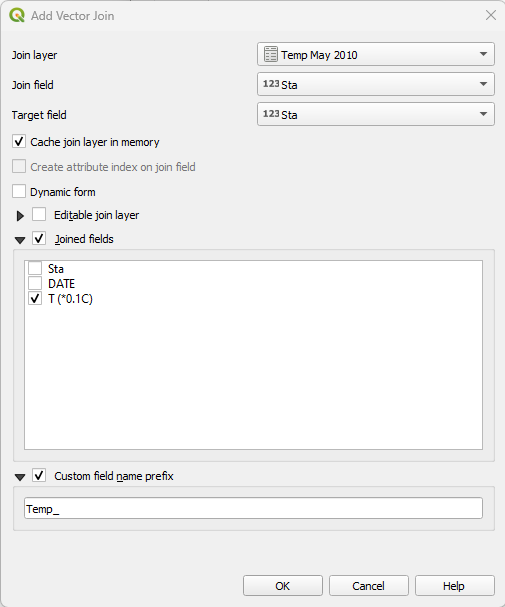 Add Vector Join
Join layer Temp May 2010
Join field 123 Sta
Target field 123 Sta
Cache join layer in memory
Create attribute index on join field
Dynamic form
Editable join layer
Joined fields
Sta
DATE
T (*0.1C)
Custom field name prefix
Temp_
OK Cancel Help